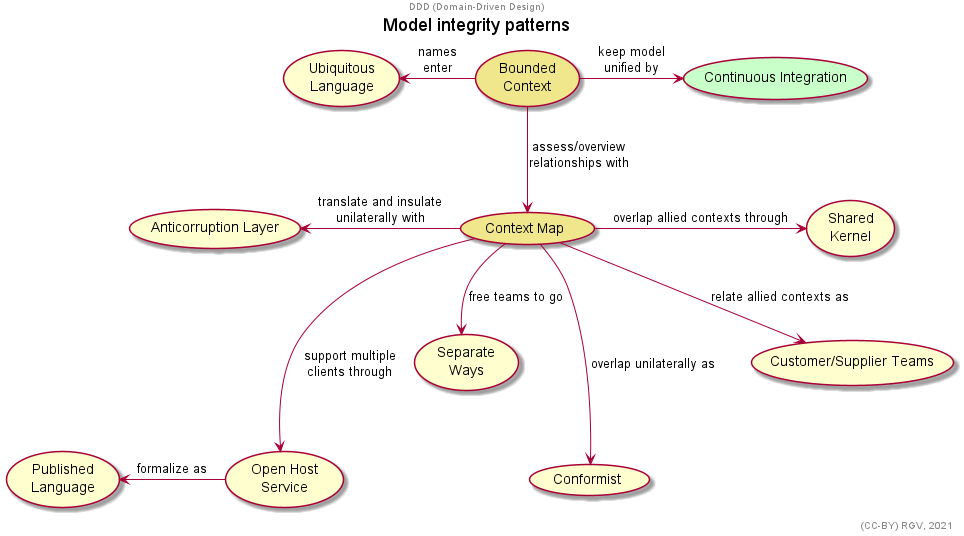 DDD (Domain-Driven Design)
Model integrity patterns
names
enter
keep model
unified by
Ubiquitous
Language
Bounded
Context
Continuous Integration
assess/overview
relationships with
translate and insulate
unilaterally with
overlap allied contexts through
Anticorruption Layer
Context Map
Shared
Kernel
free teams to go
relate allied contexts as
support multiple
clients through
Separate
Ways
overlap unilaterally as
Customer/Supplier Teams
Published
Language
formalize as
Open Host
Service
Conformist
(CC-BY) RGV, 2021